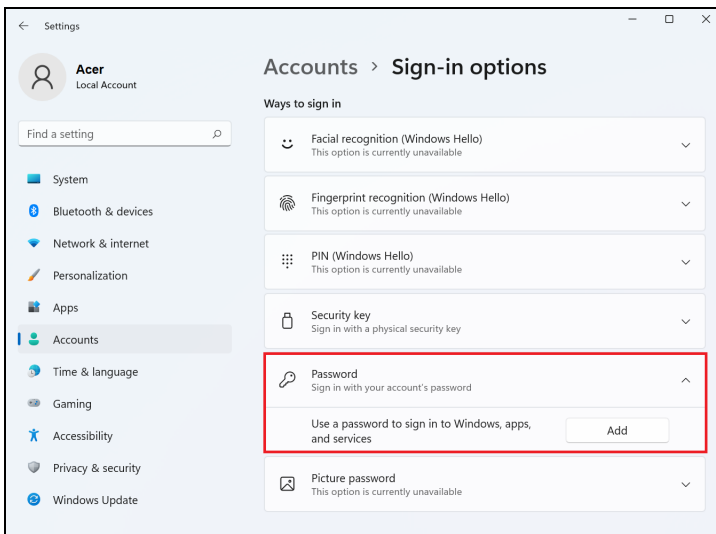 Settings
Acer
Local Account
Find a setting
System
Bluetooth & devices
Network & internet
Personalization
Apps
Accounts
Time & language
Gaming
Accessibility
Privacy & security
Windows Update
Accounts > Sign-in options
Ways to sign in
Facial recognition (Windows Hello)
This option is currently unavailable
Fingerprint recognition (Windows Hello)
This option is currently unavailable
PIN (Windows Hello)
This option is currently unavailable
Security key
Sign in with a physical security key
Password
Sign in with your account's password
Use a password to sign in to Windows, apps,
and services
Add
Picture password
This option is currently unavailable